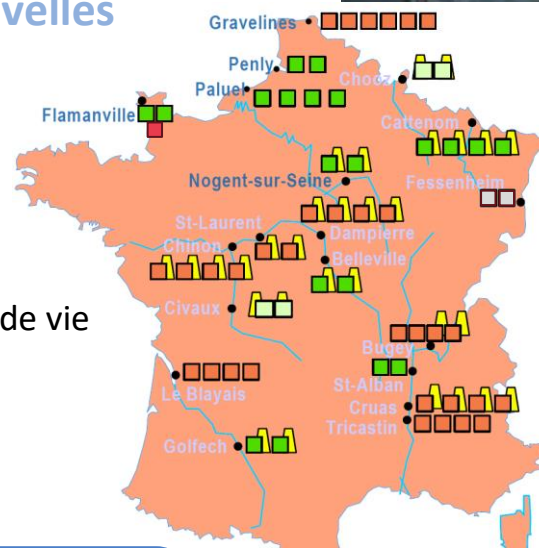 velles
Gravelines
Penly
Chooz
Paluel
Flamanville
Cattenom
Nogent-sur-Seine
Fessenheim
St-Laurent
Dampierre
Chinon
Belleville
de vie
Civaux
Bugey
St-Alban
Le Blayais
Cruas
Tricastin
Golfech